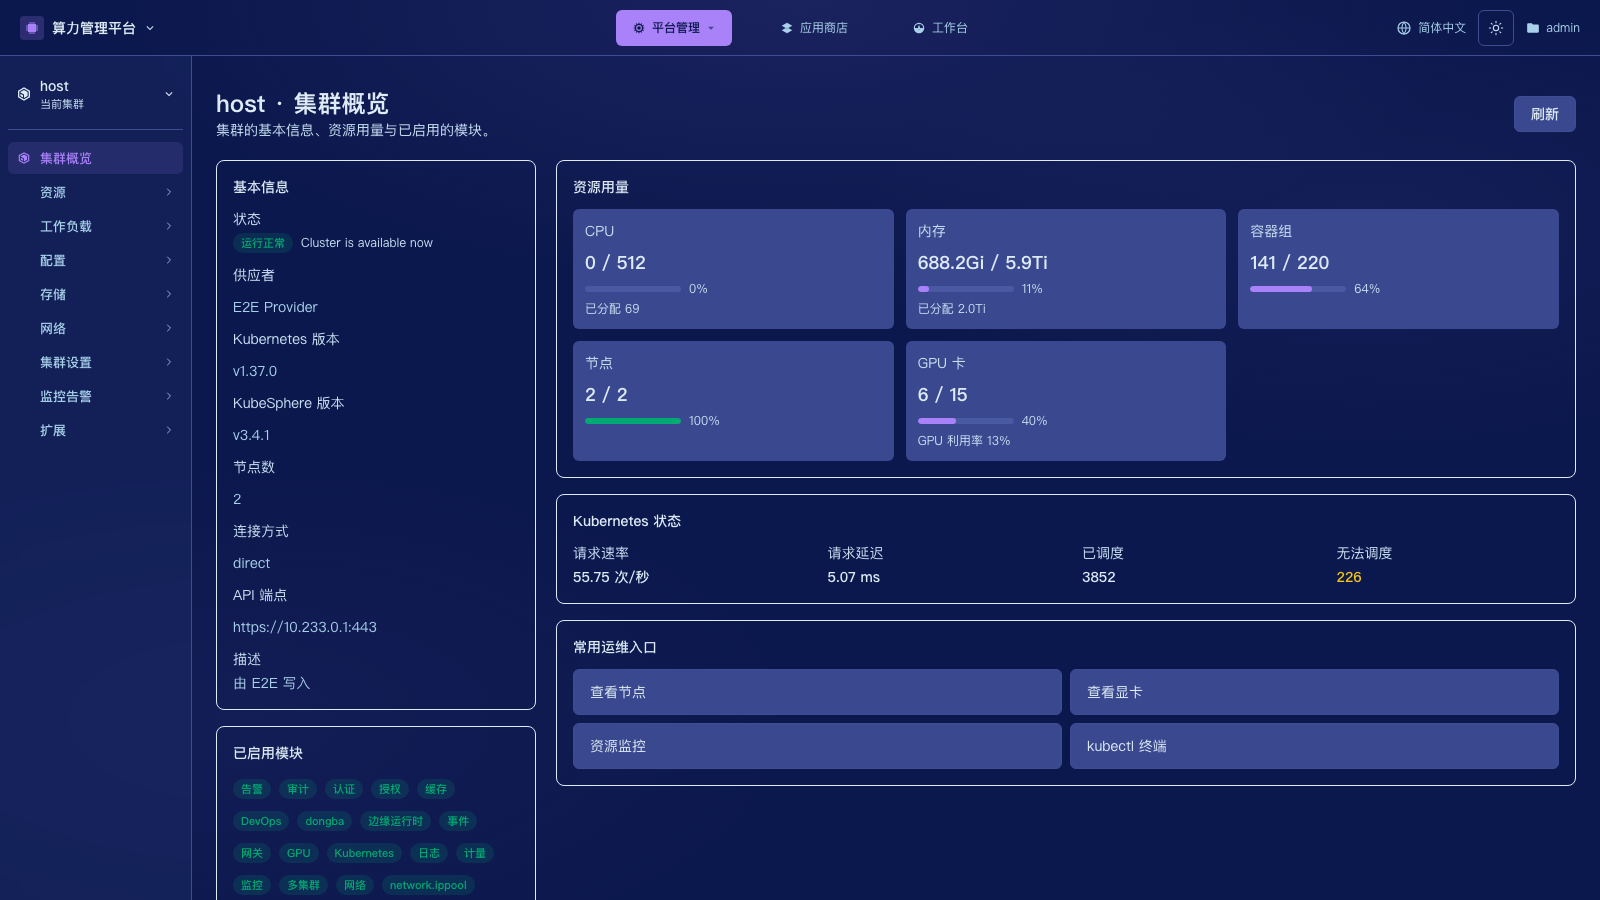 算力管理平台
平台管理
应用商店
工作台
简体中文
admin
host
当前集群
集群概览
资源
工作负载
配置
存储
网络
集群设置
监控告警
扩展
host · 集群概览
集群的基本信息、资源用量与已启用的模块。
刷新
基本信息
状态
运行正常 Cluster is available now
供应者
E2E Provider
Kubernetes 版本
v1.37.0
KubeSphere 版本
v3.4.1
节点数
2
连接方式
direct
API 端点
https://10.233.0.1:443
描述
由 E2E 写入
已启用模块
告警 审计 认证 授权 缓存
DevOps dongba 边缘运行时 事件
网关 GPU Kubernetes 日志 计量
监控 多集群 网络 network.ippool
资源用量
CPU
0 / 512
0%
已分配 69
内存
688.2Gi / 5.9Ti
11%
已分配 2.0Ti
容器组
141 / 220
64%
节点
2 / 2
100%
GPU 卡
6 / 15
40%
GPU 利用率 13%
Kubernetes 状态
请求速率
55.75 次/秒
请求延迟
5.07 ms
已调度
3852
无法调度
226
常用运维入口
查看节点
查看显卡
资源监控
kubectl 终端